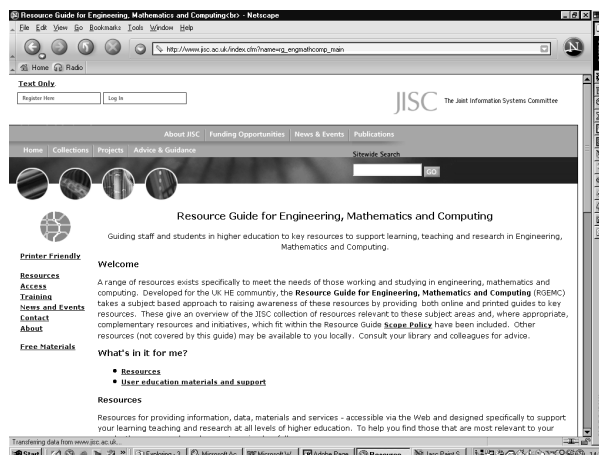 Resource Guide for Engineering, Mathematics and Computing<br> - Netscape
File Edit View Go Bookmarks Tools Window Help
http://www.jisc.ac.uk/index.cfm?name=rg_engmathcomp_main
Home Radio
Text Only
Register Here Log In
JISC The Joint Information Systems Committee
About JISC Funding Opportunities News & Events Publications
Home Collections Projects Advice & Guidance
Sitewide Search
GO
Resource Guide for Engineering, Mathematics and Computing
Guiding staff and students in higher education to key resources to support learning, teaching and research in Engineering,
Mathematics and Computing.
Printer Friendly
Resources
Access
Training
News and Events
Contact
About
Free Materials
Welcome
A range of resources exists specifically to meet the needs of those working and studying in engineering, mathematics and
computing. Developed for the UK HE communtiy, the Resource Guide for Engineering, Mathematics and Computing (RGEMC)
takes a subject based approach to raising awareness of these resources by providing both online and printed guides to key
resources. These give an overview of the JISC collection of resources relevant to these subject areas and, where appropriate,
complementary resources and initiatives, which fit within the Resource Guide Scope Policy have been included. Other
resources (not covered by this guide) may be available to you locally. Consult your library and colleagues for advice.
What's in it for me?
• Resources
• User education materials and support
Resources
Resources for providing information, data, materials and services - accessible via the Web and designed specifically to support
your learning teaching and research at all levels of higher education. To help you find those that are most relevant to your
Transferring data from www.jisc.ac.uk...
Start Exploring - 3 Microsoft Ac Microsoft W Adobe Page Resource Jasc Paint S